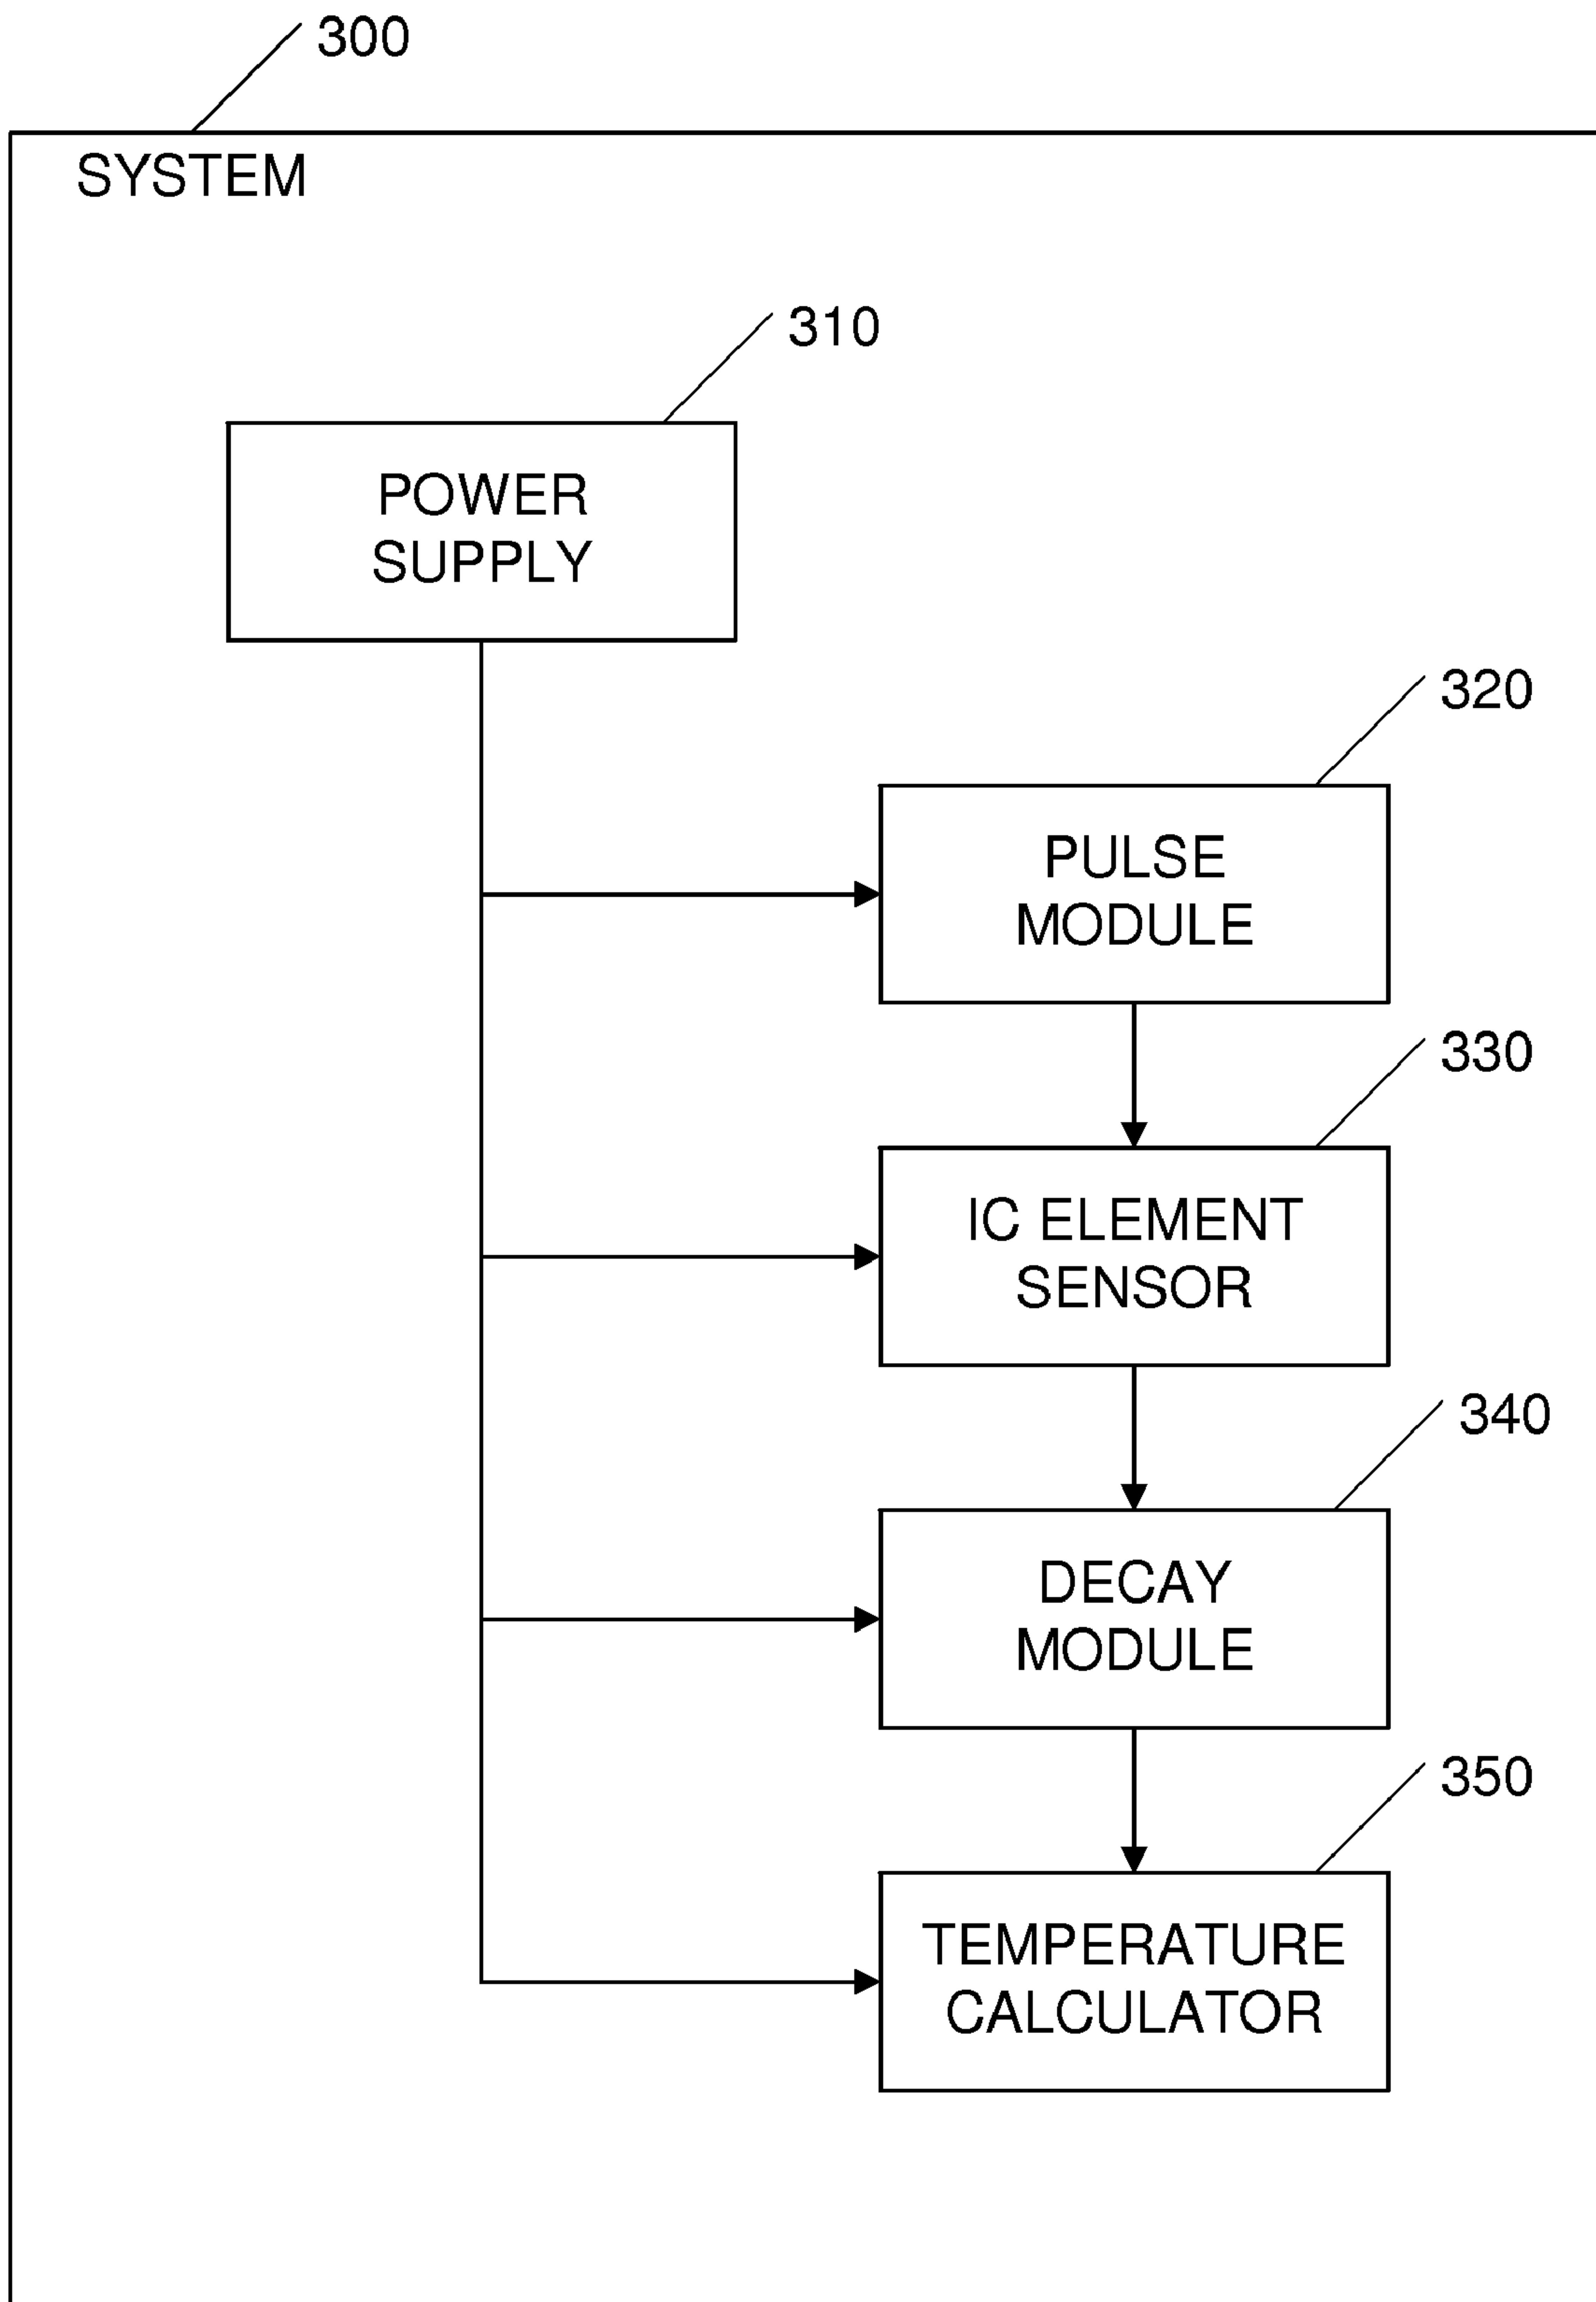 300
SYSTEM
310
POWER
SUPPLY
320
PULSE
MODULE
330
IC ELEMENT
SENSOR
340
DECAY
MODULE
350
TEMPERATURE
CALCULATOR